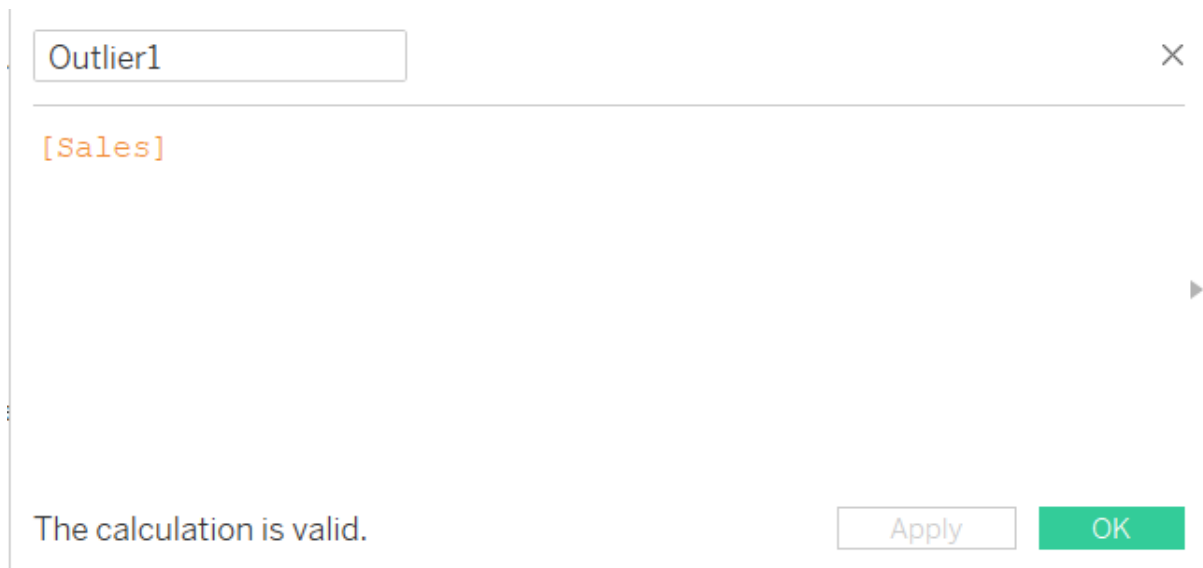 Outlier1
[Sales]
The calculation is valid.
Apply
OK